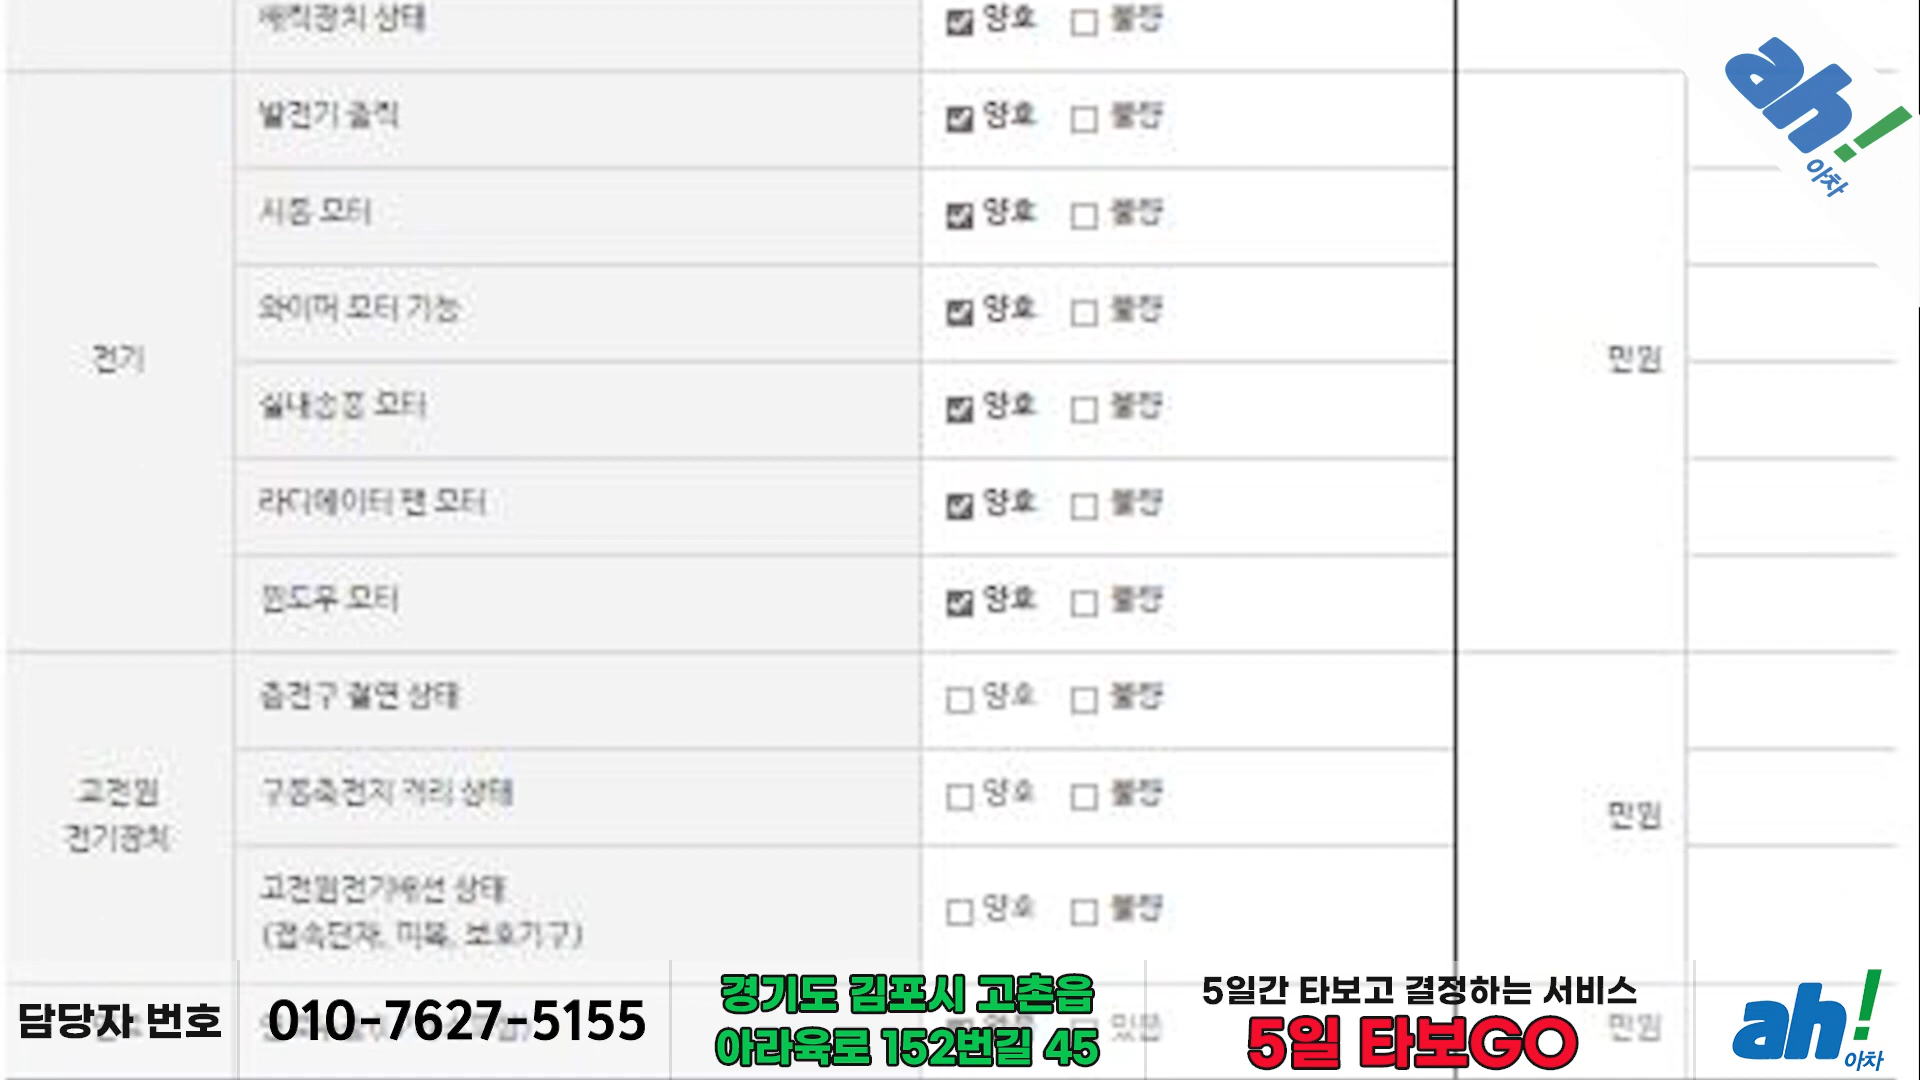 상태
☑ 양호 ☐ 불량
발전기 출력
☑ 양호 ☐ 불량
시동 모터
☑ 양호 ☐ 불량
와이퍼 모터 기능
☑ 양호 ☐ 불량
전기
만원
실내송풍 모터
☑ 양호 ☐ 불량
라디에이터 팬 모터
☑ 양호 ☐ 불량
윈도우 모터
☑ 양호 ☐ 불량
충전구 절연 상태
☐ 양호 ☐ 불량
고전원
전기장치
구동축전지 격리 상태
☐ 양호 ☐ 불량
만원
고전원전기배선 상태
(접속단자, 피복, 보호기구)
☐ 양호 ☐ 불량
ah!
아차
담당자 번호
010-7627-5155
경기도 김포시 고촌읍
아라육로 152번길 45
5일간 타보고 결정하는 서비스
5일 타보GO
만원
ah!
아차